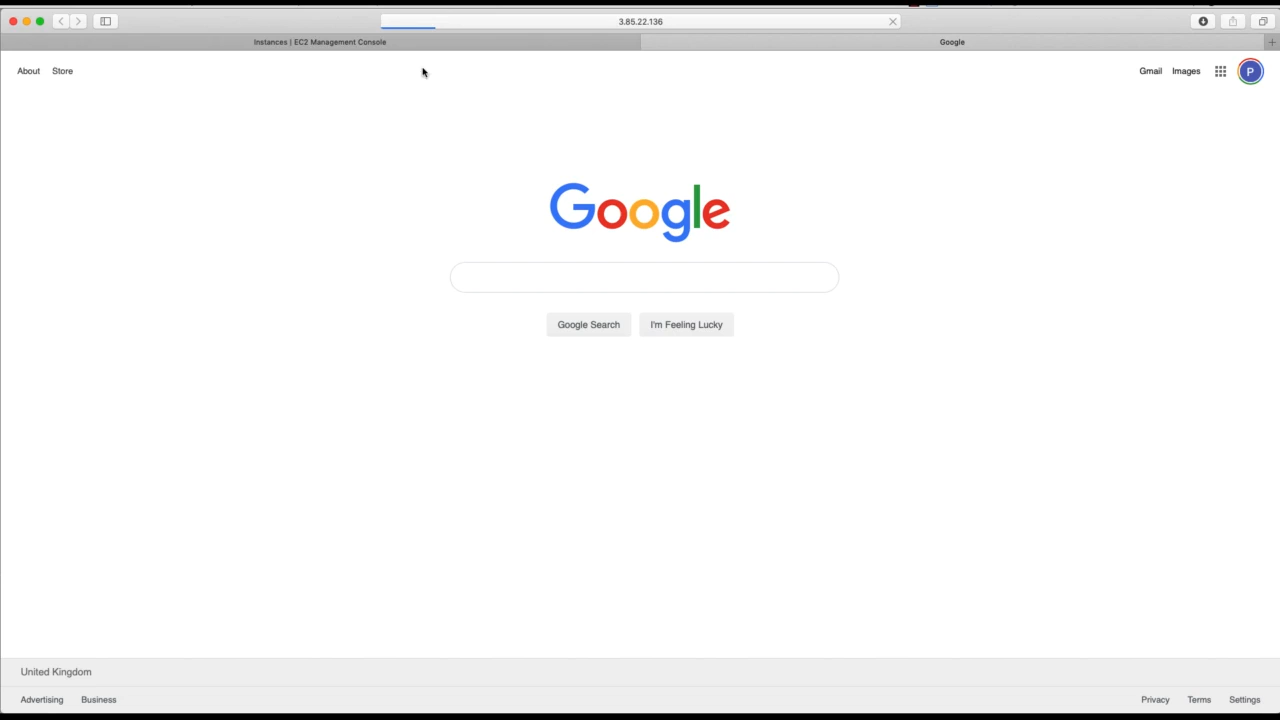 3.85.22.136
Instances | EC2 Management Console
Google
About Store
Gmail Images
P
Google
Google Search I'm Feeling Lucky
United Kingdom
Advertising Business
Privacy Terms Settings